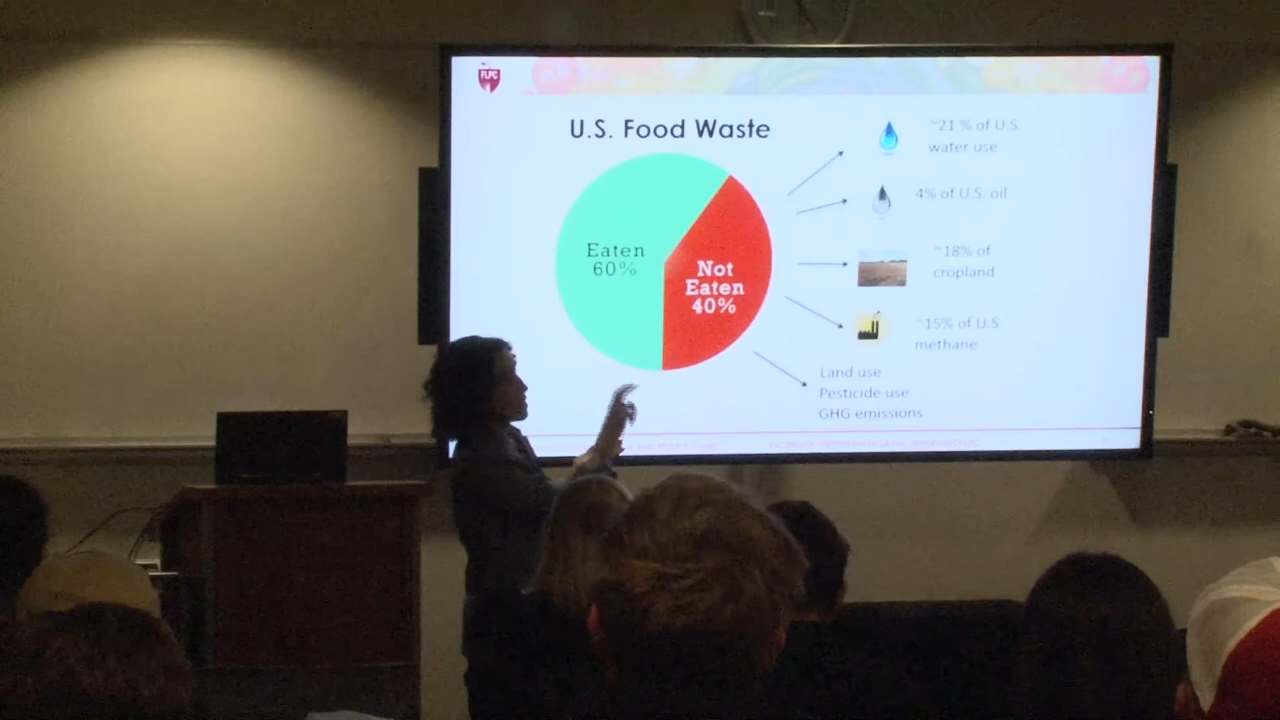 FLPC
U.S. Food Waste
Eaten
60%
Not
Eaten
40%
~21 % of U.S.
water use
4% of U.S. oil
~18% of
cropland
~15% of U.S.
methane
Land use
Pesticide use
GHG emissions